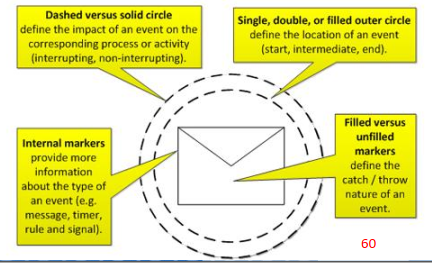 Dashed versus solid circle
define the impact of an event on the
corresponding process or activity
(interrupting, non-interrupting).
Single, double, or filled outer circle
define the location of an event
(start, intermediate, end).
Internal markers
provide more
information
about the type of
an event (e.g.
message, timer,
rule and signal).
Filled versus
unfilled
markers
define the
catch / throw
nature of an
event.
60